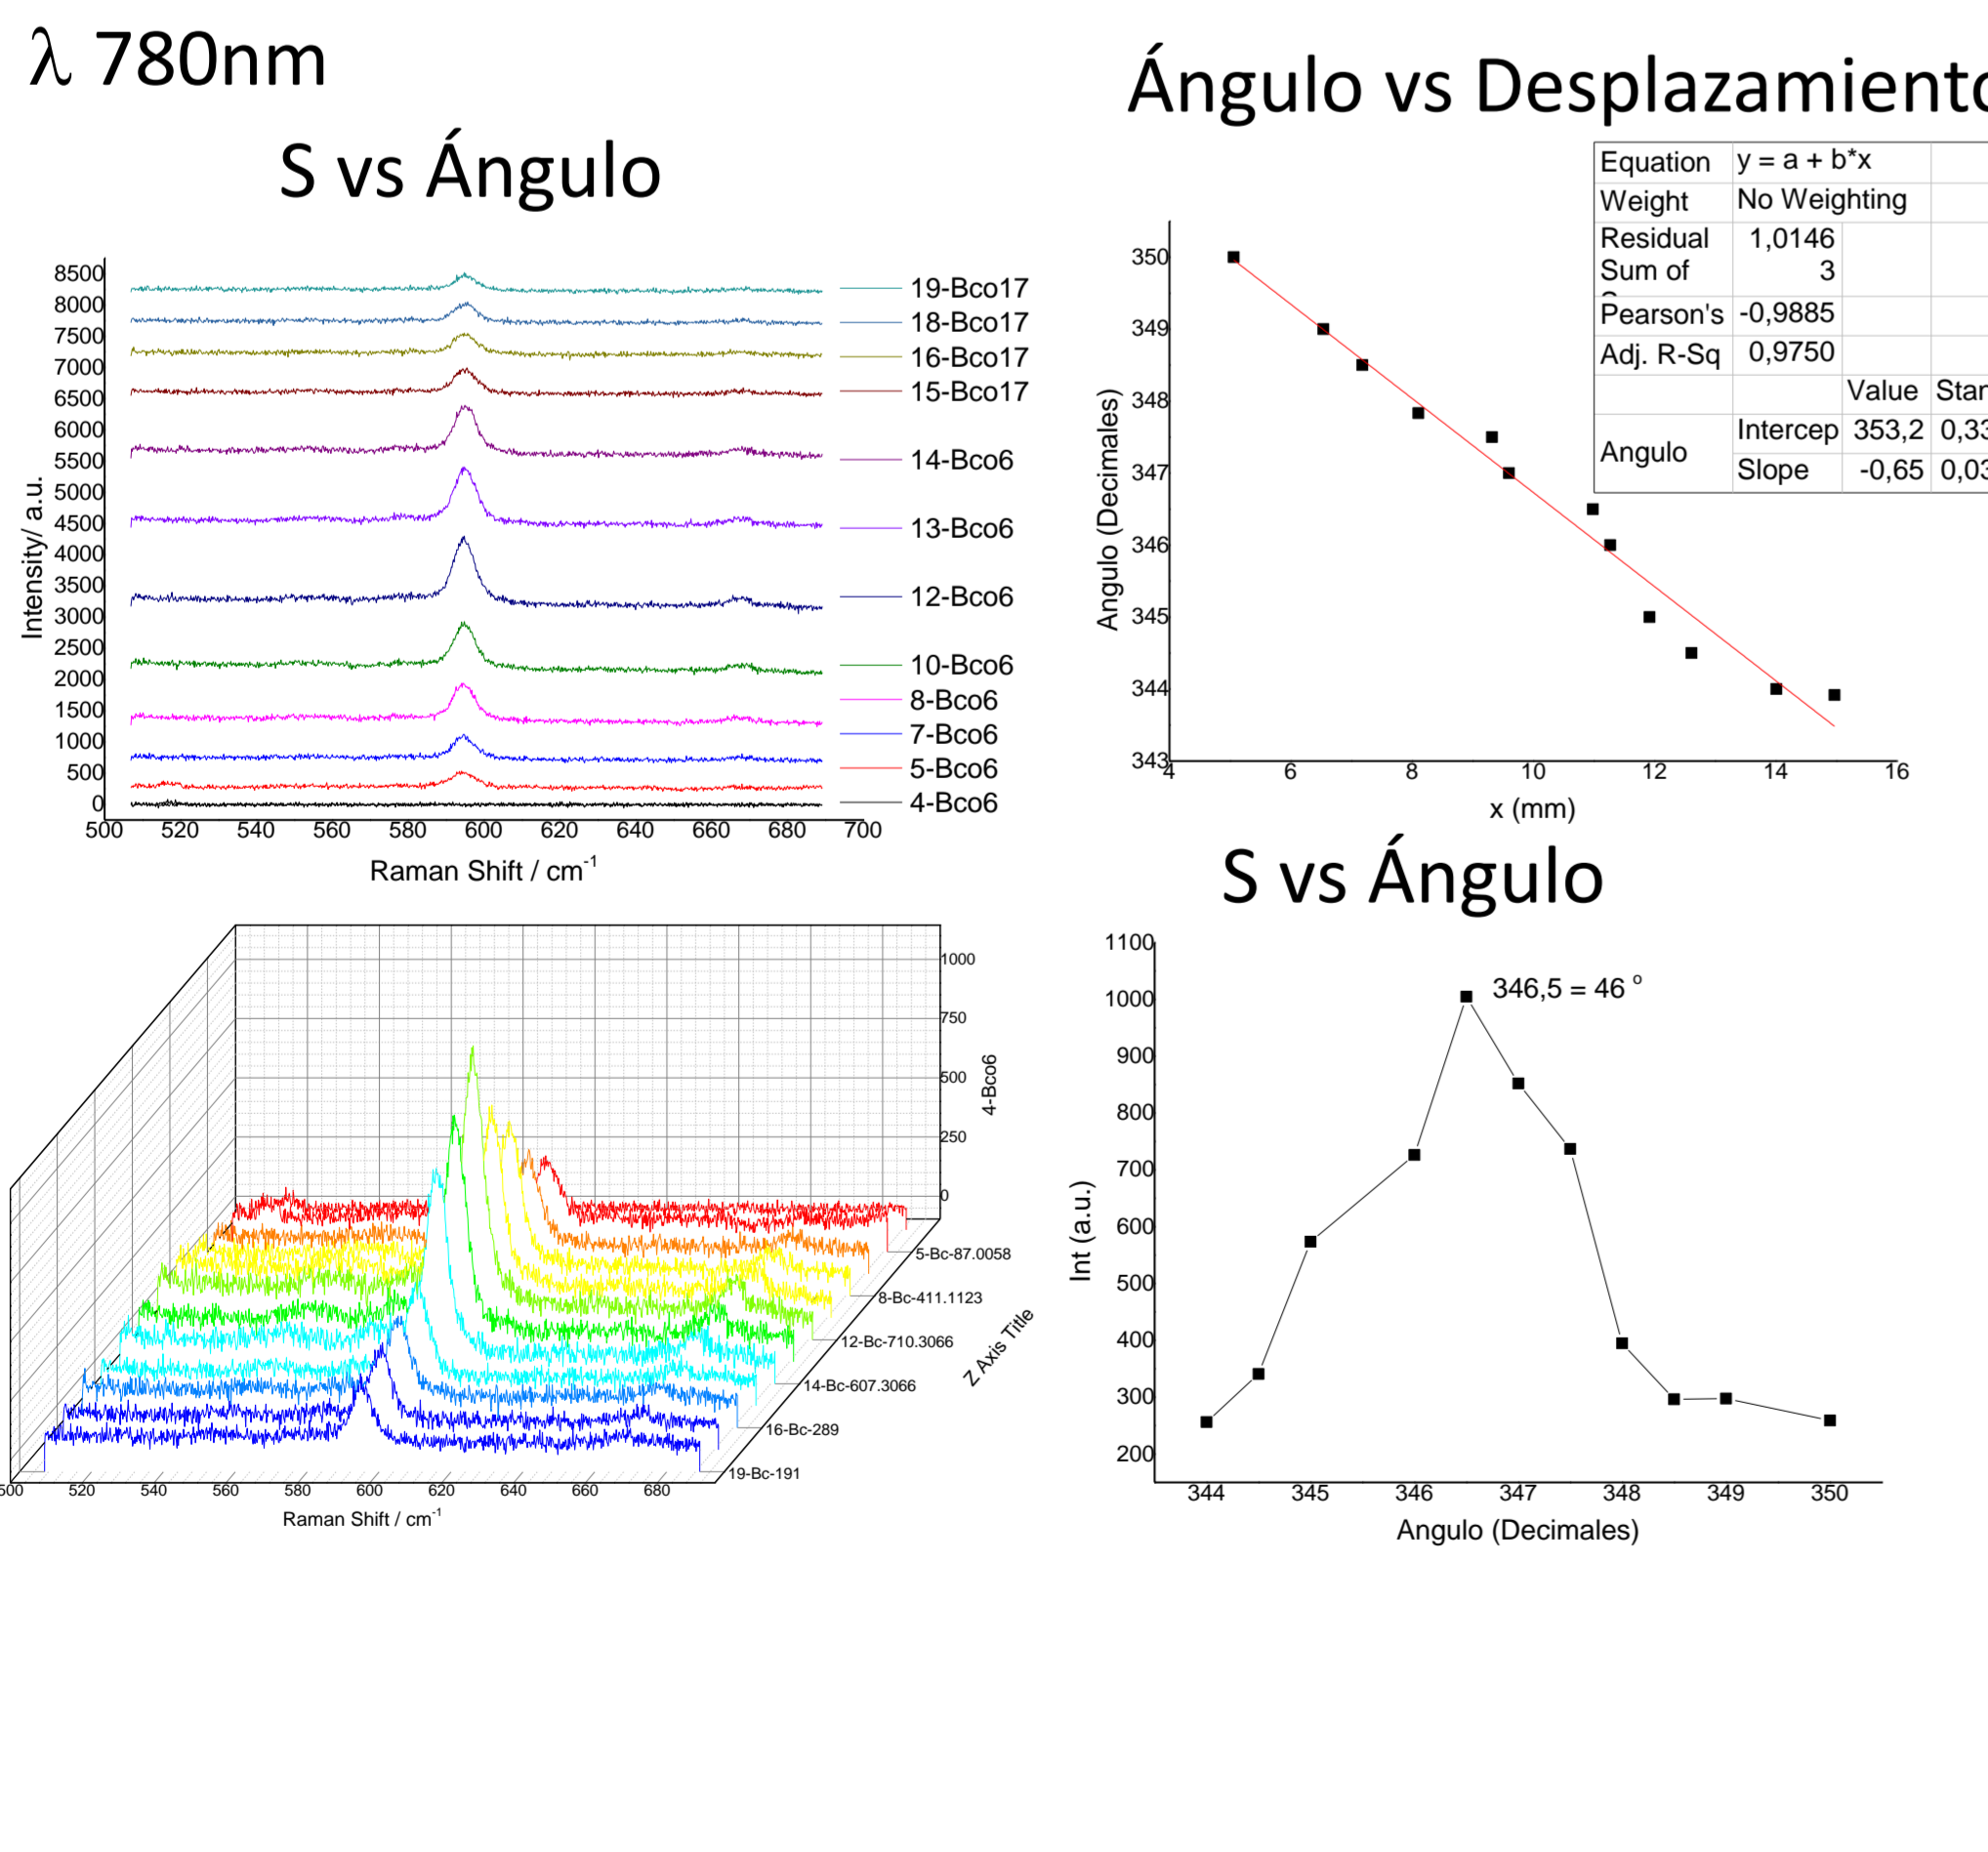 λ 780nm
S vs Ángulo
8500
8000
7500
7000
6500
6000
5500
5000
4500
4000
3500
3000
2500
2000
1500
1000
500
0
Intensity/ a.u.
500 520 540 560 580 600 620 640 660 680 700
Raman Shift / cm-1
19-Bco17
18-Bco17
16-Bco17
15-Bco17
14-Bco6
13-Bco6
12-Bco6
10-Bco6
8-Bco6
7-Bco6
5-Bco6
4-Bco6
Ángulo vs Desplazamiento
Equation y = a + b*x
Weight No Weighting
Residual 1,0146
Sum of 3
Pearson's -0,9885
Adj. R-Sq 0,9750
Value Stan
Angulo
Intercep 353,2 0,33
Slope -0,65 0,03
350
349
348
347
346
345
344
343
Angulo (Decimales)
4 6 8 10 12 14 16
x (mm)
1000
750
500
250
0
4-Bco6
5-Bc-87.0058
8-Bc-411.1123
12-Bc-710.3066
14-Bc-607.3066
16-Bc-289
19-Bc-191
Z Axis Title
500 520 540 560 580 600 620 640 660 680
Raman Shift / cm-1
S vs Ángulo
1100
1000
900
800
700
600
500
400
300
200
Int (a.u.)
346,5 = 46 º
344 345 346 347 348 349 350
Angulo (Decimales)